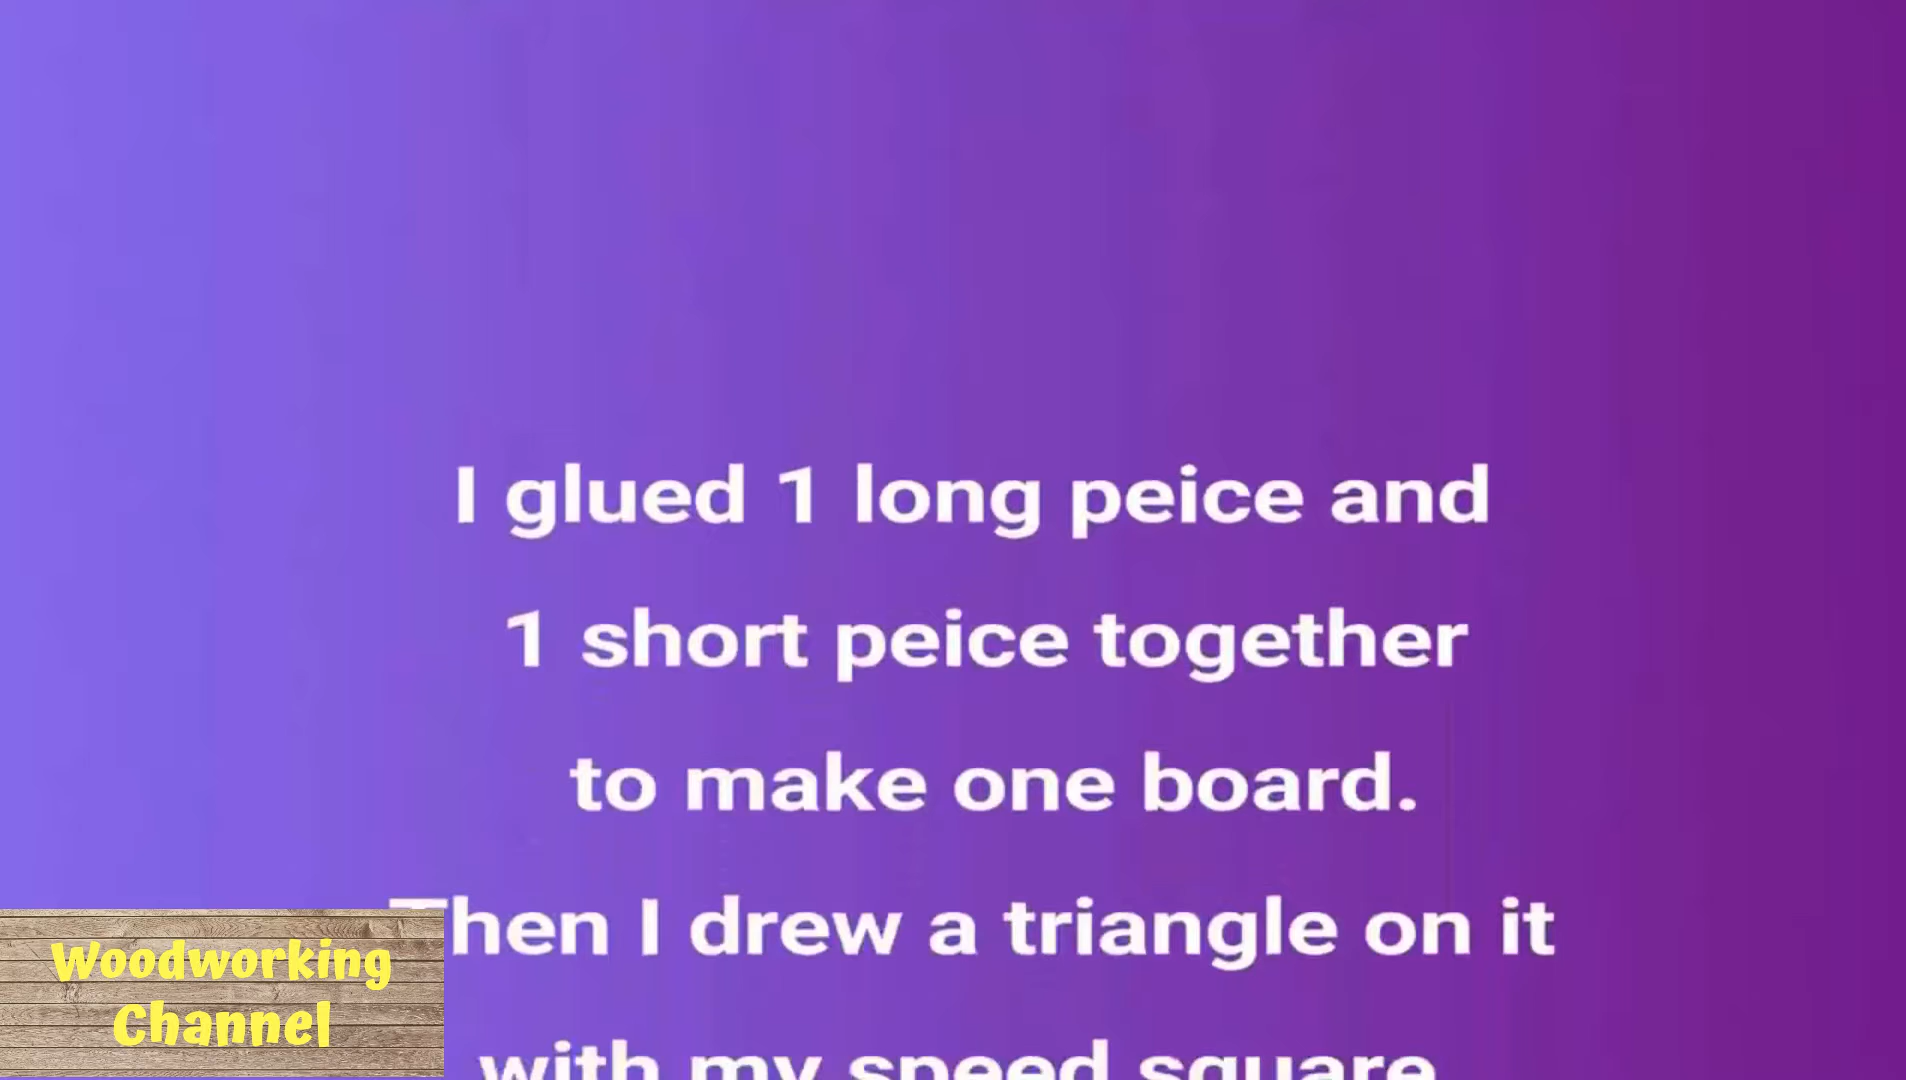 I glued 1 long peice and
1 short peice together
to make one board.
Then I drew a triangle on it
with my speed square
Woodworking
Channel